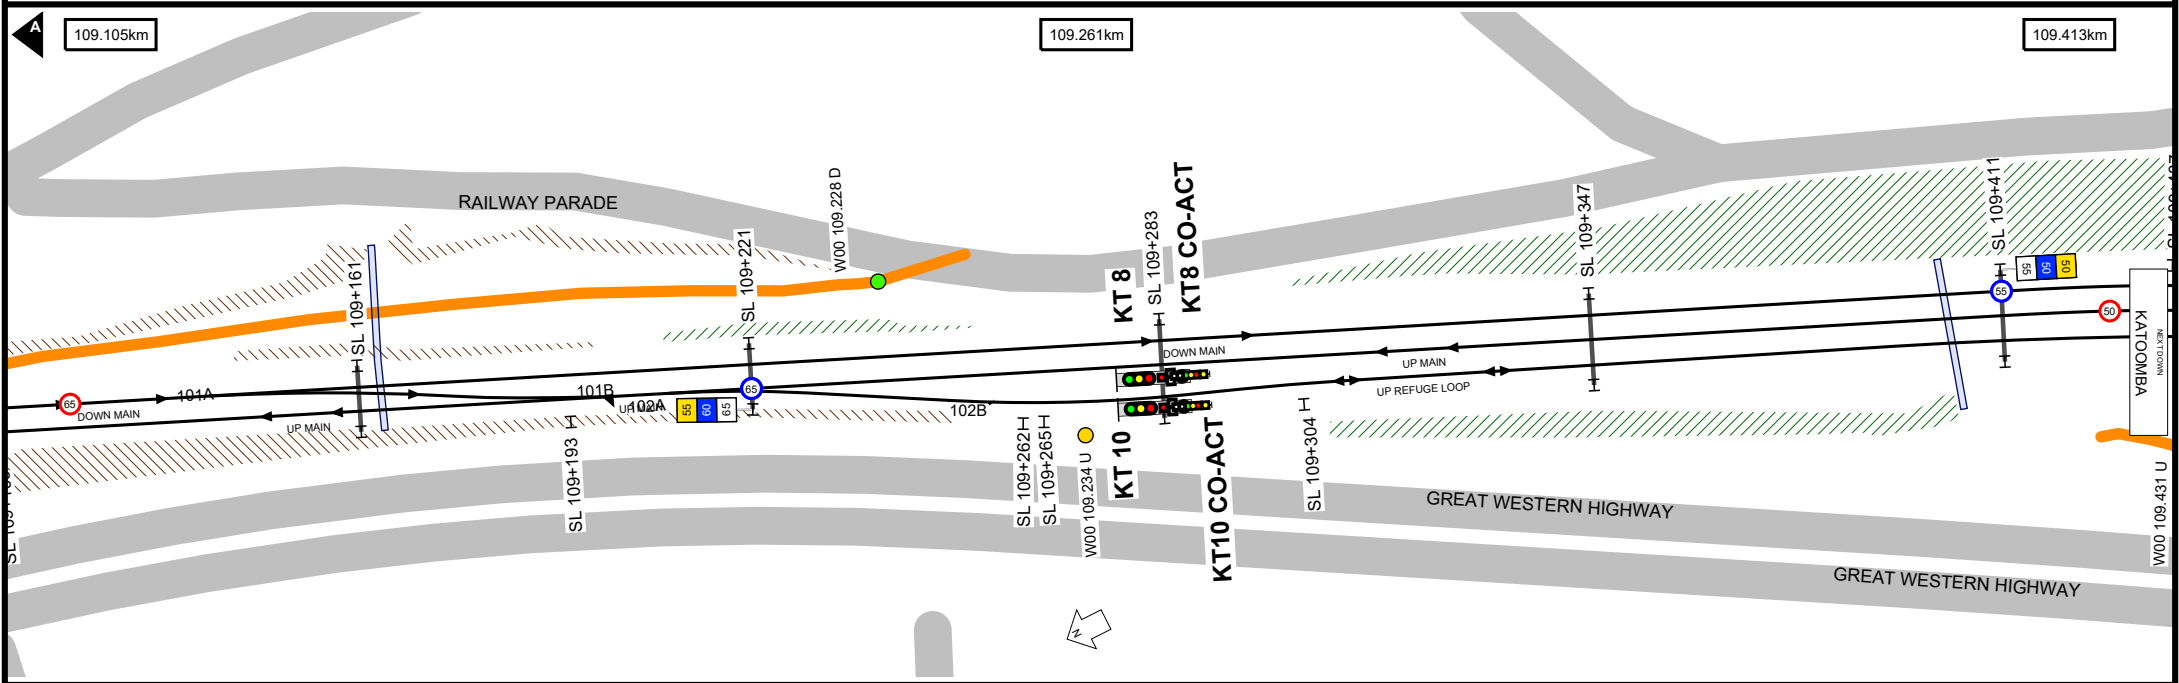 A
109.105km
109.261km
109.413km
RAILWAY PARADE
W00 109.228 D
SL 109+161
SL 109+221
KT 8
SL 109+283
KT8 CO-ACT
SL 109+347
SL 109+411
55
50
50
55
50
KATOOMBA
NEXT DOWN
65
DOWN MAIN
101A
UP MAIN
101B
102A
UP MAIN
55
60
65
65
102B
DOWN MAIN
UP MAIN
UP REFUGE LOOP
SL 109+193
SL 109+262
SL 109+265
W00 109.234 U
KT 10
KT10 CO-ACT
SL 109+304
GREAT WESTERN HIGHWAY
GREAT WESTERN HIGHWAY
W00 109.431 U
N